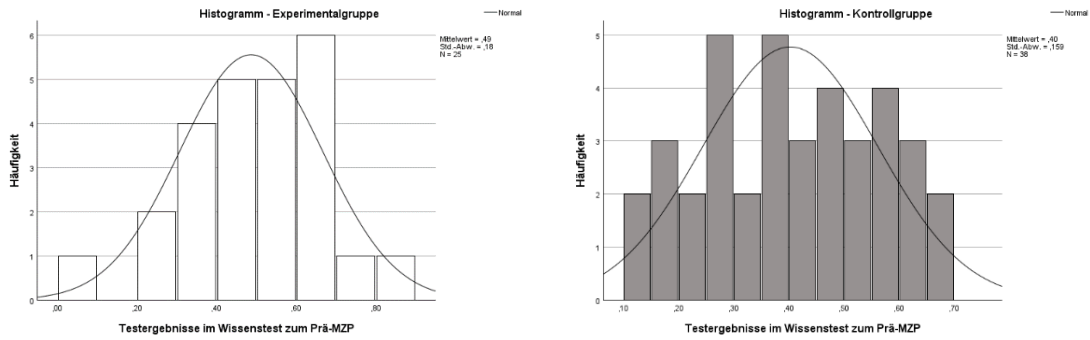 Histogramm - Experimentalgruppe
Normal
Mittelwert = ,49
Std.-Abw. = ,18
N = 25
Häufigkeit
6
5
4
3
2
1
0
,00 ,20 ,40 ,60 ,80
Testergebnisse im Wissenstest zum Prä-MZP
Histogramm - Kontrollgruppe
Normal
Mittelwert = ,40
Std.-Abw. = ,159
N = 38
Häufigkeit
5
4
3
2
1
0
,10 ,20 ,30 ,40 ,50 ,60 ,70
Testergebnisse im Wissenstest zum Prä-MZP